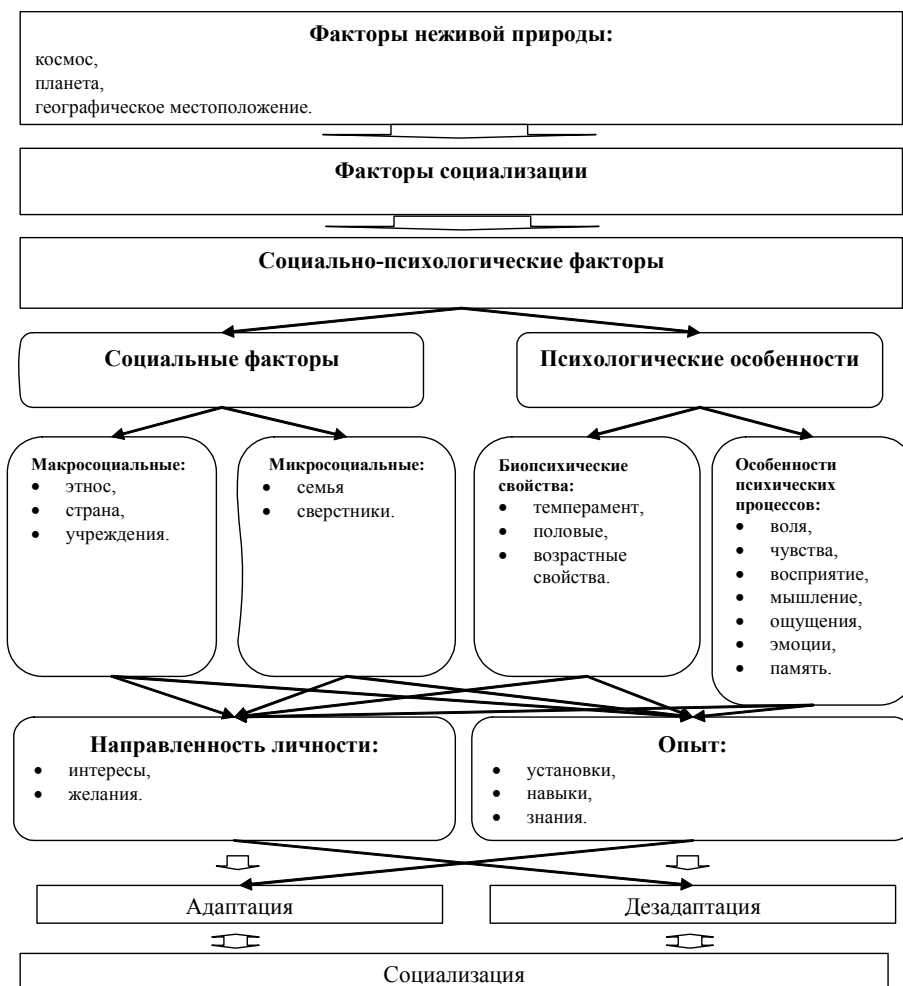 Факторы неживой природы:
космос,
планета,
географическое местоположение.
Факторы социализации
Социально-психологические факторы
Социальные факторы
Психологические особенности
Макросоциальные:
• этнос,
• страна,
• учреждения.
Микросоциальные:
• семья
• сверстники.
Биопсихические
свойства:
• темперамент,
• половые,
• возрастные
свойства.
Особенности
психических
процессов:
• воля,
• чувства,
• восприятие,
• мышление,
• ощущения,
• эмоции,
• память.
Направленность личности:
• интересы,
• желания.
Опыт:
• установки,
• навыки,
• знания.
Адаптация
Дезадаптация
Социализация